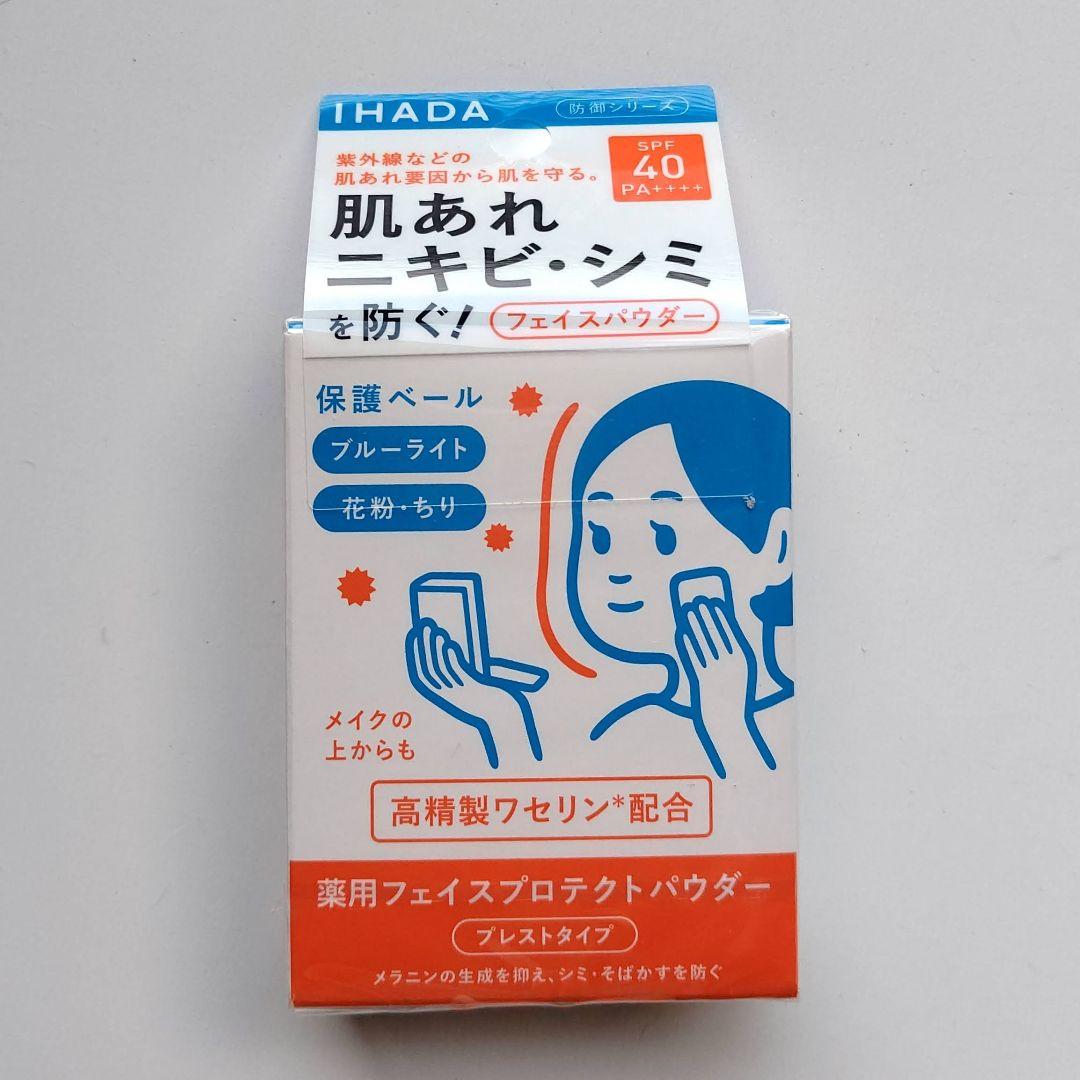 IHADA
防御シリーズ
紫外線などの
肌あれ要因から肌を守る。
SPF
40
PA++++
肌あれ
ニキビ・シミ
を防ぐ!
フェイスパウダー
保護ベール
ブルーライト
花粉・ちり
メイクの
上からも
高精製ワセリン*配合
薬用フェイスプロテクトパウダー
プレストタイプ
メラニンの生成を抑え、シミ・そばかすを防ぐ